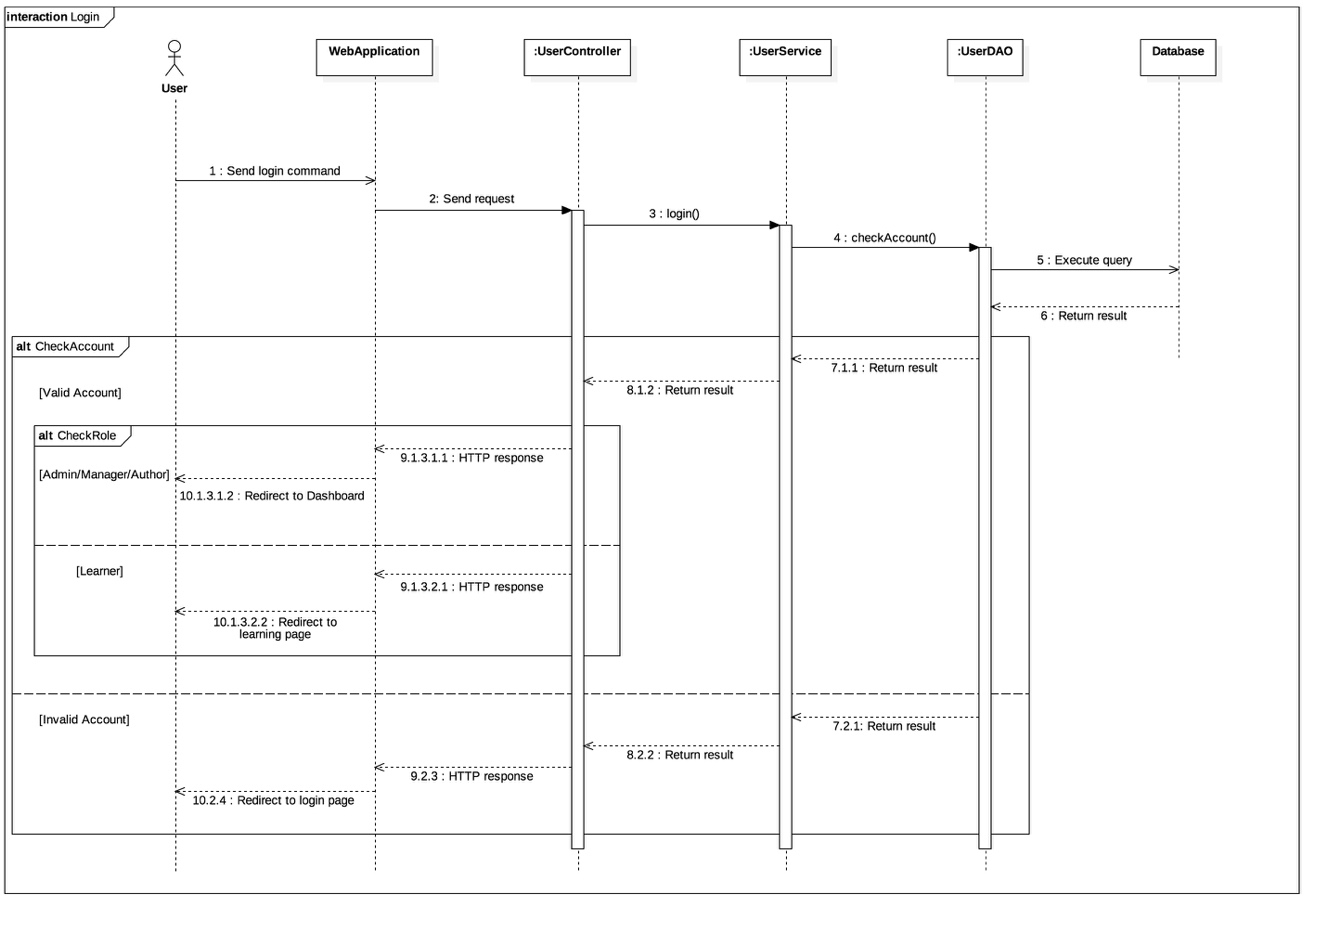 interaction Login
User
WebApplication
:UserController
:UserService
:UserDAO
Database
1 : Send login command
2: Send request
3 : login()
4 : checkAccount()
5 : Execute query
6 : Return result
alt CheckAccount
7.1.1 : Return result
8.1.2 : Return result
[Valid Account]
alt CheckRole
9.1.3.1.1 : HTTP response
[Admin/Manager/Author]
10.1.3.1.2 : Redirect to Dashboard
[Learner]
9.1.3.2.1 : HTTP response
10.1.3.2.2 : Redirect to
learning page
[Invalid Account]
7.2.1: Return result
8.2.2 : Return result
9.2.3 : HTTP response
10.2.4 : Redirect to login page